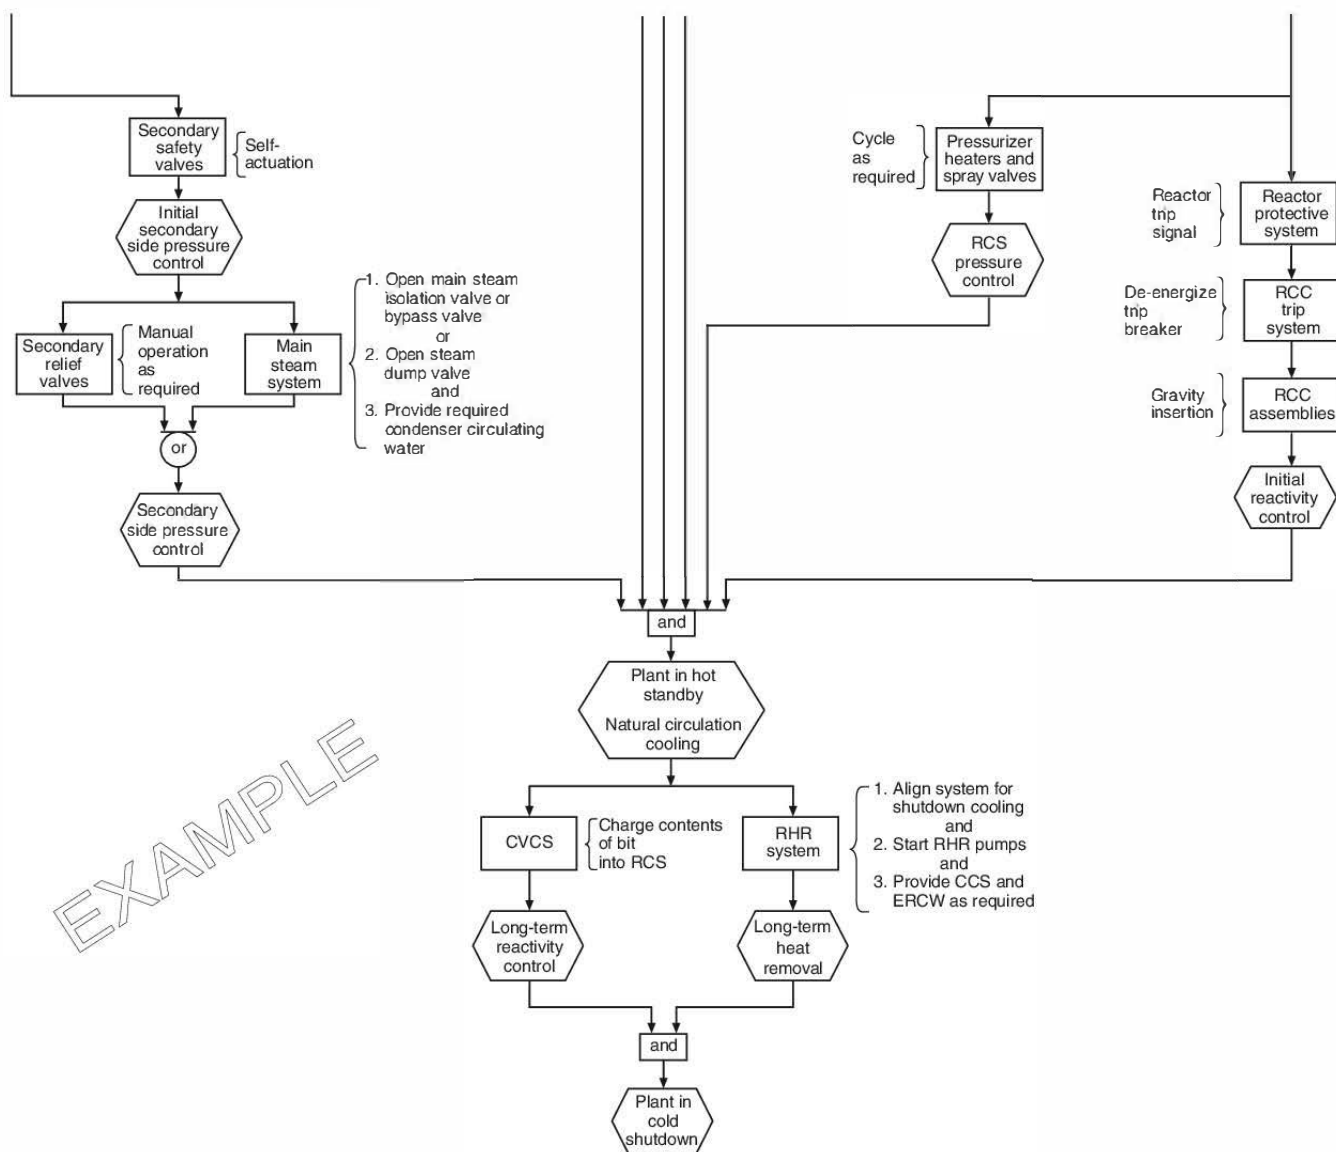 Secondary
safety
valves
Self-
actuation
Initial
secondary
side pressure
control
Secondary
relief
valves
Manual
operation
as
required
Main
steam
system
1. Open main steam
isolation valve or
bypass valve
or
2. Open steam
dump valve
and
3. Provide required
condenser circulating
water
or
Secondary
side pressure
control
Cycle
as
required
Pressurizer
heaters and
spray valves
RCS
pressure
control
Reactor
trip
signal
Reactor
protective
system
De-energize
trip
breaker
RCC
trip
system
Gravity
insertion
RCC
assemblies
Initial
reactivity
control
and
Plant in hot
standby
Natural circulation
cooling
CVCS
Charge contents
of bit
into RCS
RHR
system
1. Align system for
shutdown cooling
and
2. Start RHR pumps
and
3. Provide CCS and
ERCW as required
Long-term
reactivity
control
Long-term
heat
removal
and
Plant in
cold
shutdown
EXAMPLE